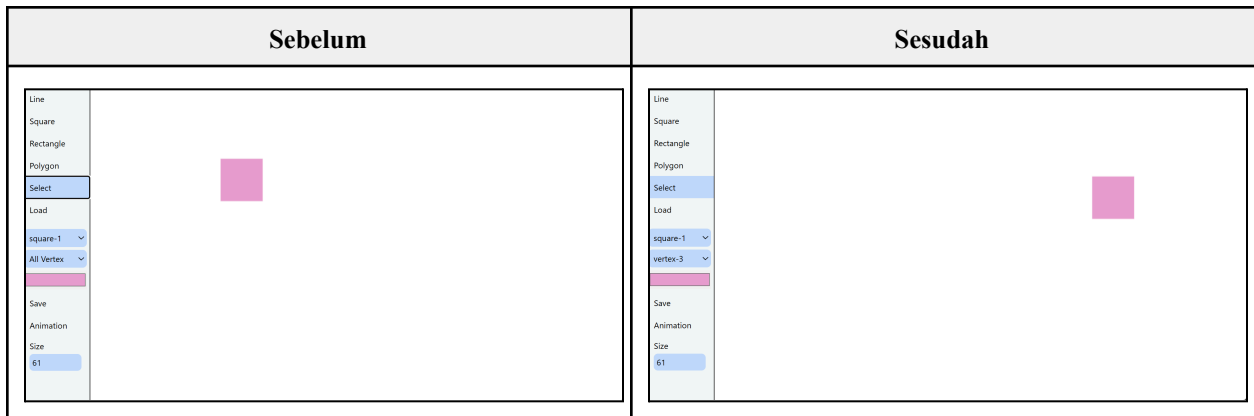 Sebelum
Sesudah
Line
Square
Rectangle
Polygon
Select
Load
square-1
All Vertex
Save
Animation
Size
61
Line
Square
Rectangle
Polygon
Select
Load
square-1
vertex-3
Save
Animation
Size
61